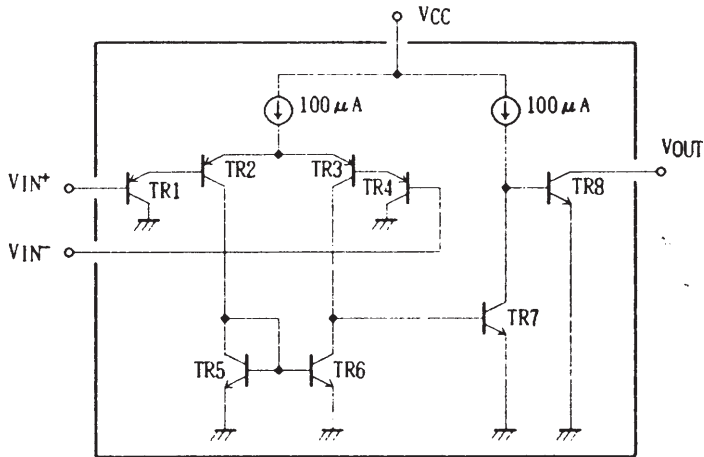 VCC
100μA
100μA
VOUT
VIN+
TR1
TR2
TR3
TR4
TR8
VIN-
TR7
TR5
TR6